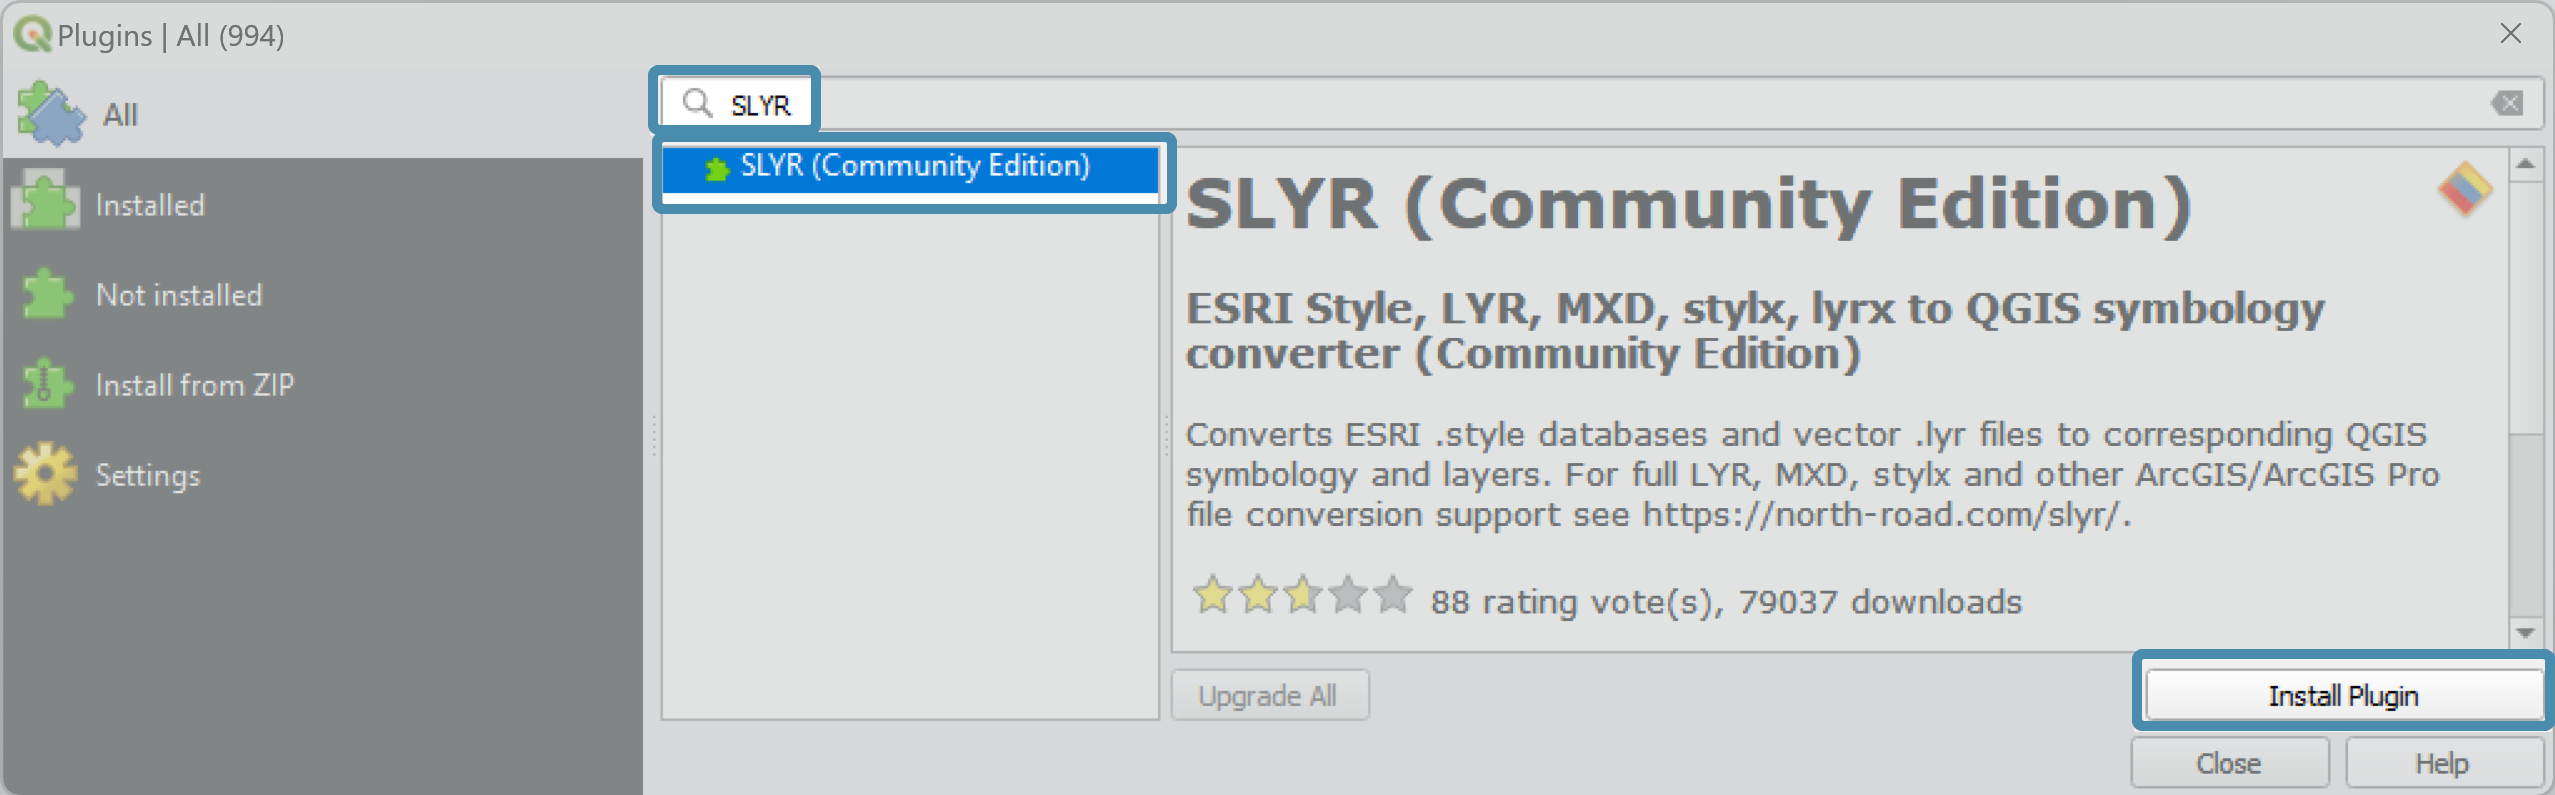 Plugins | All (994)
All
Installed
Not installed
Install from ZIP
Settings
SLYR
SLYR (Community Edition)
SLYR (Community Edition)
ESRI Style, LYR, MXD, stylx, lyrx to QGIS symbology
converter (Community Edition)
Converts ESRI .style databases and vector .lyr files to corresponding QGIS
symbology and layers. For full LYR, MXD, stylx and other ArcGIS/ArcGIS Pro
file conversion support see https://north-road.com/slyr/.
88 rating vote(s), 79037 downloads
Upgrade All
Install Plugin
Close
Help